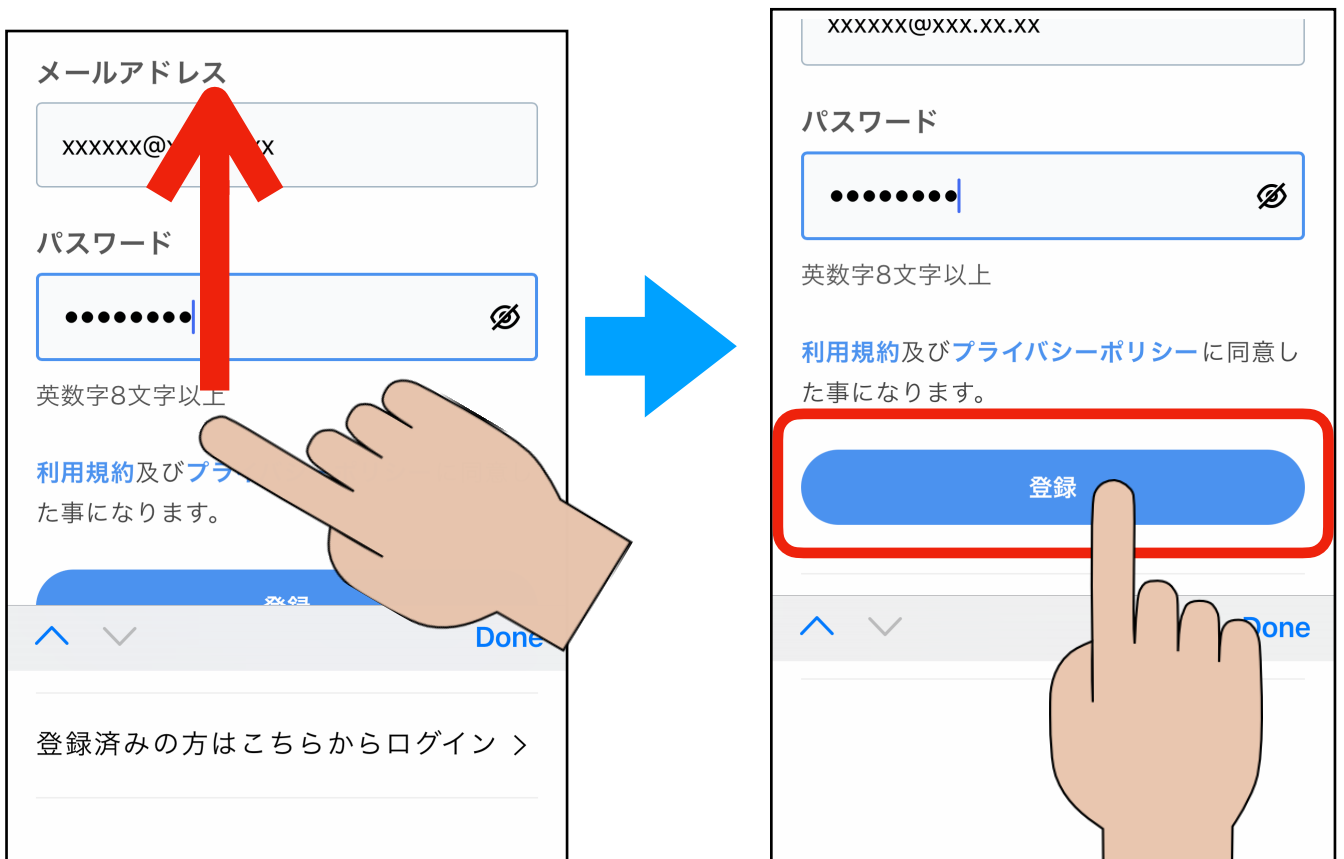 メールアドレス
xxxxxx@x xx
パスワード
●●●●●●●●
英数字8文字以上
利用規約及びプラ
た事になります。
登録
Done
登録済みの方はこちらからログイン >
xxxxxx@xxx.xx.xx
パスワード
●●●●●●●●
英数字8文字以上
利用規約及びプライバシーポリシーに同意し
た事になります。
登録
Done